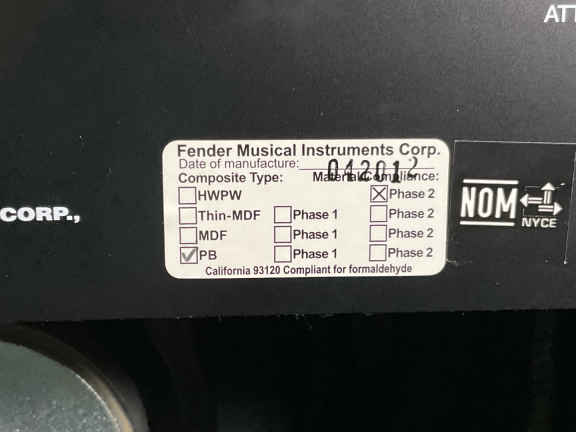 ATT
CORP.,
Fender Musical Instruments Corp.
Date of manufacture: 042012
Composite Type: Material Compliance:
HWPW Phase 2
Thin-MDF Phase 1 Phase 2
MDF Phase 1 Phase 2
PB Phase 1 Phase 2
California 93120 Compliant for formaldehyde
NOM
NYCE